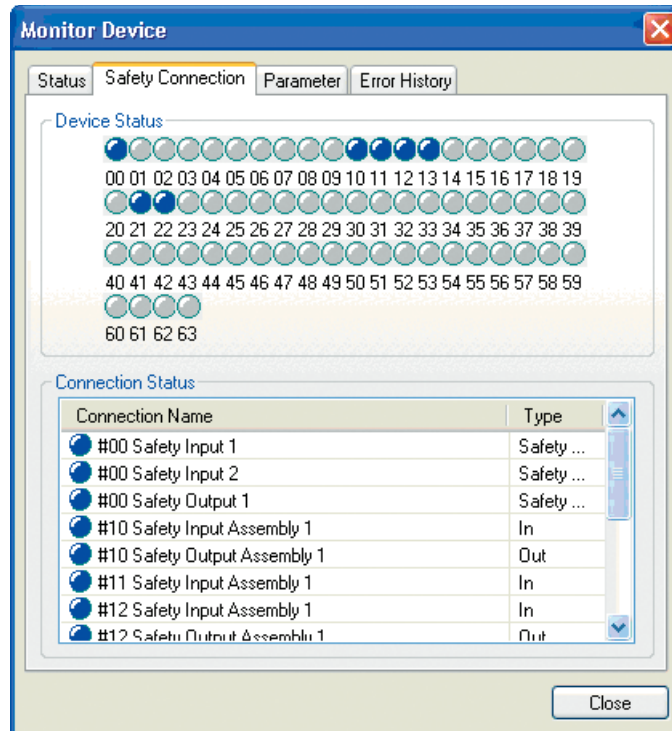 Monitor Device
Status Safety Connection Parameter Error History
Device Status
00 01 02 03 04 05 06 07 08 09 10 11 12 13 14 15 16 17 18 19
20 21 22 23 24 25 26 27 28 29 30 31 32 33 34 35 36 37 38 39
40 41 42 43 44 45 46 47 48 49 50 51 52 53 54 55 56 57 58 59
60 61 62 63
Connection Status
Connection Name Type
#00 Safety Input 1 Safety ...
#00 Safety Input 2 Safety ...
#00 Safety Output 1 Safety ...
#10 Safety Input Assembly 1 In
#10 Safety Output Assembly 1 Out
#11 Safety Input Assembly 1 In
#12 Safety Input Assembly 1 In
#12 Safety Output Assembly 1 Out
Close